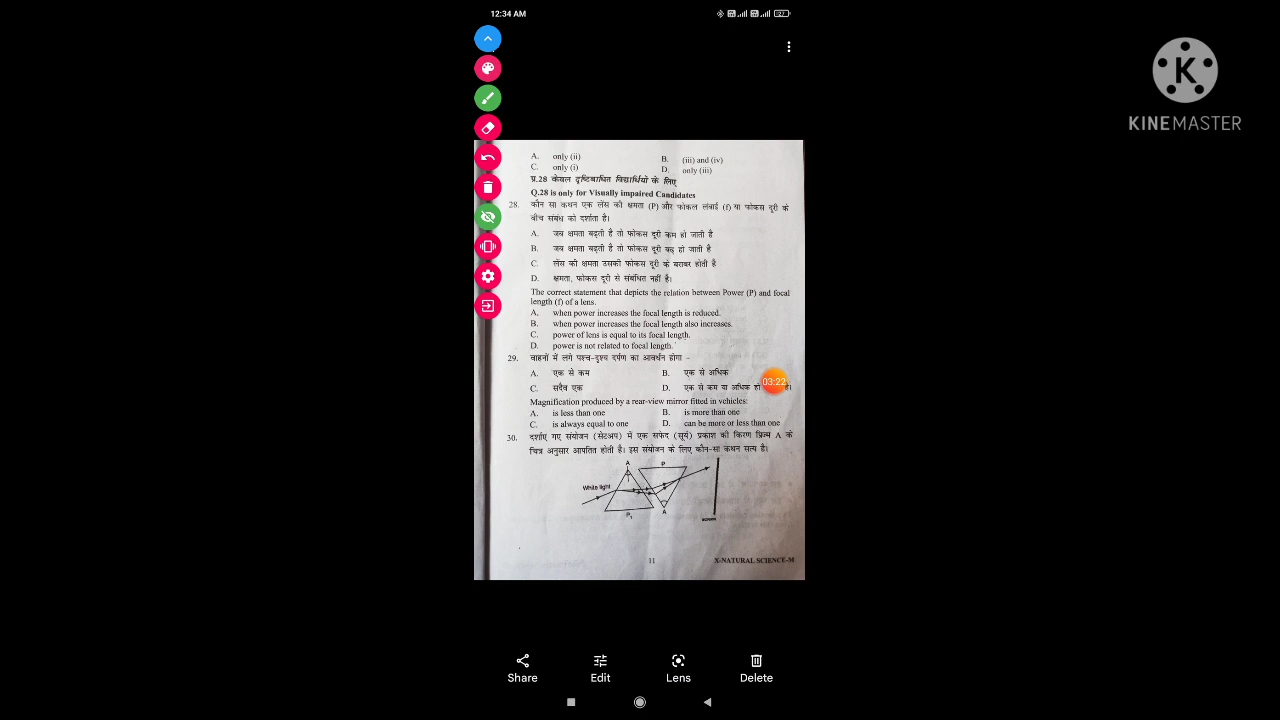 12:34 AM
KINEMASTER
A. only (ii) B. (iii) and (iv)
C. only (i) D. only (iii)
प्र.28 केवल दृष्टिबाधित विद्यार्थियों के लिए
Q.28 is only for Visually impaired Candidates
28. कौन सा कथन एक लेंस की क्षमता (P) और फोकल लंबाई (f) या फोकस दूरी के
बीच संबंध को दर्शाता है।
A. जब क्षमता बढ़ती है तो फोकस दूरी कम हो जाती है
B. जब क्षमता बढ़ती है तो फोकस दूरी बढ़ हो जाती है
C. लेंस की क्षमता उसकी फोकस दूरी के बराबर होती है
D. क्षमता, फोकस दूरी से संबंधित नहीं है।
The correct statement that depicts the relation between Power (P) and focal
length (f) of a lens.
A. when power increases the focal length is reduced.
B. when power increases the focal length also increases.
C. power of lens is equal to its focal length.
D. power is not related to focal length.
29. वाहनों में लगे पश्च-दृश्य दर्पण का आवर्धन होगा -
A. एक से कम B. एक से अधिक
C. सदैव एक D. एक से कम या अधिक हो है।
03:22
Magnification produced by a rear-view mirror fitted in vehicles:
A. is less than one B. is more than one
C. is always equal to one D. can be more or less than one
30. दर्शाए गए संयोजन (सेटअप) में एक सफेद (सूर्य) प्रकाश की किरण प्रिज्म A के
चित्र अनुसार आपतित होती है। इस संयोजन के लिए कौन-सा कथन सत्य है।
A P
White light
P₁ A screen
11 X-NATURAL SCIENCE-M
Share Edit Lens Delete